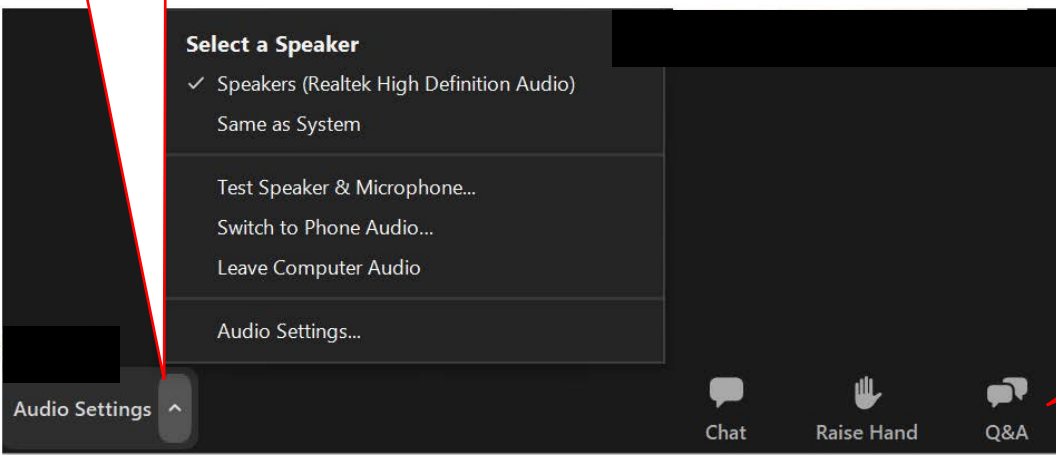 Select a Speaker
✓ Speakers (Realtek High Definition Audio)
Same as System
Test Speaker & Microphone...
Switch to Phone Audio...
Leave Computer Audio
Audio Settings...
Audio Settings ^
Chat
Raise Hand
Q&A